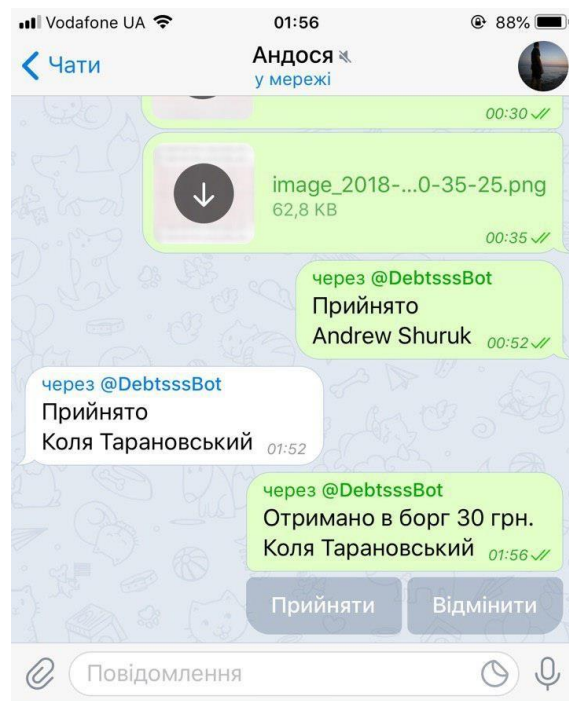 Vodafone UA
01:56
88%
Чати
Андося
у мережі
00:30
image_2018-...0-35-25.png
62,8 KB
00:35
через @DebtsssBot
Прийнято
Andrew Shuruk 00:52
через @DebtsssBot
Прийнято
Коля Тарановський 01:52
через @DebtsssBot
Отримано в борг 30 грн.
Коля Тарановський 01:56
Прийняти
Відмінити
Повідомлення